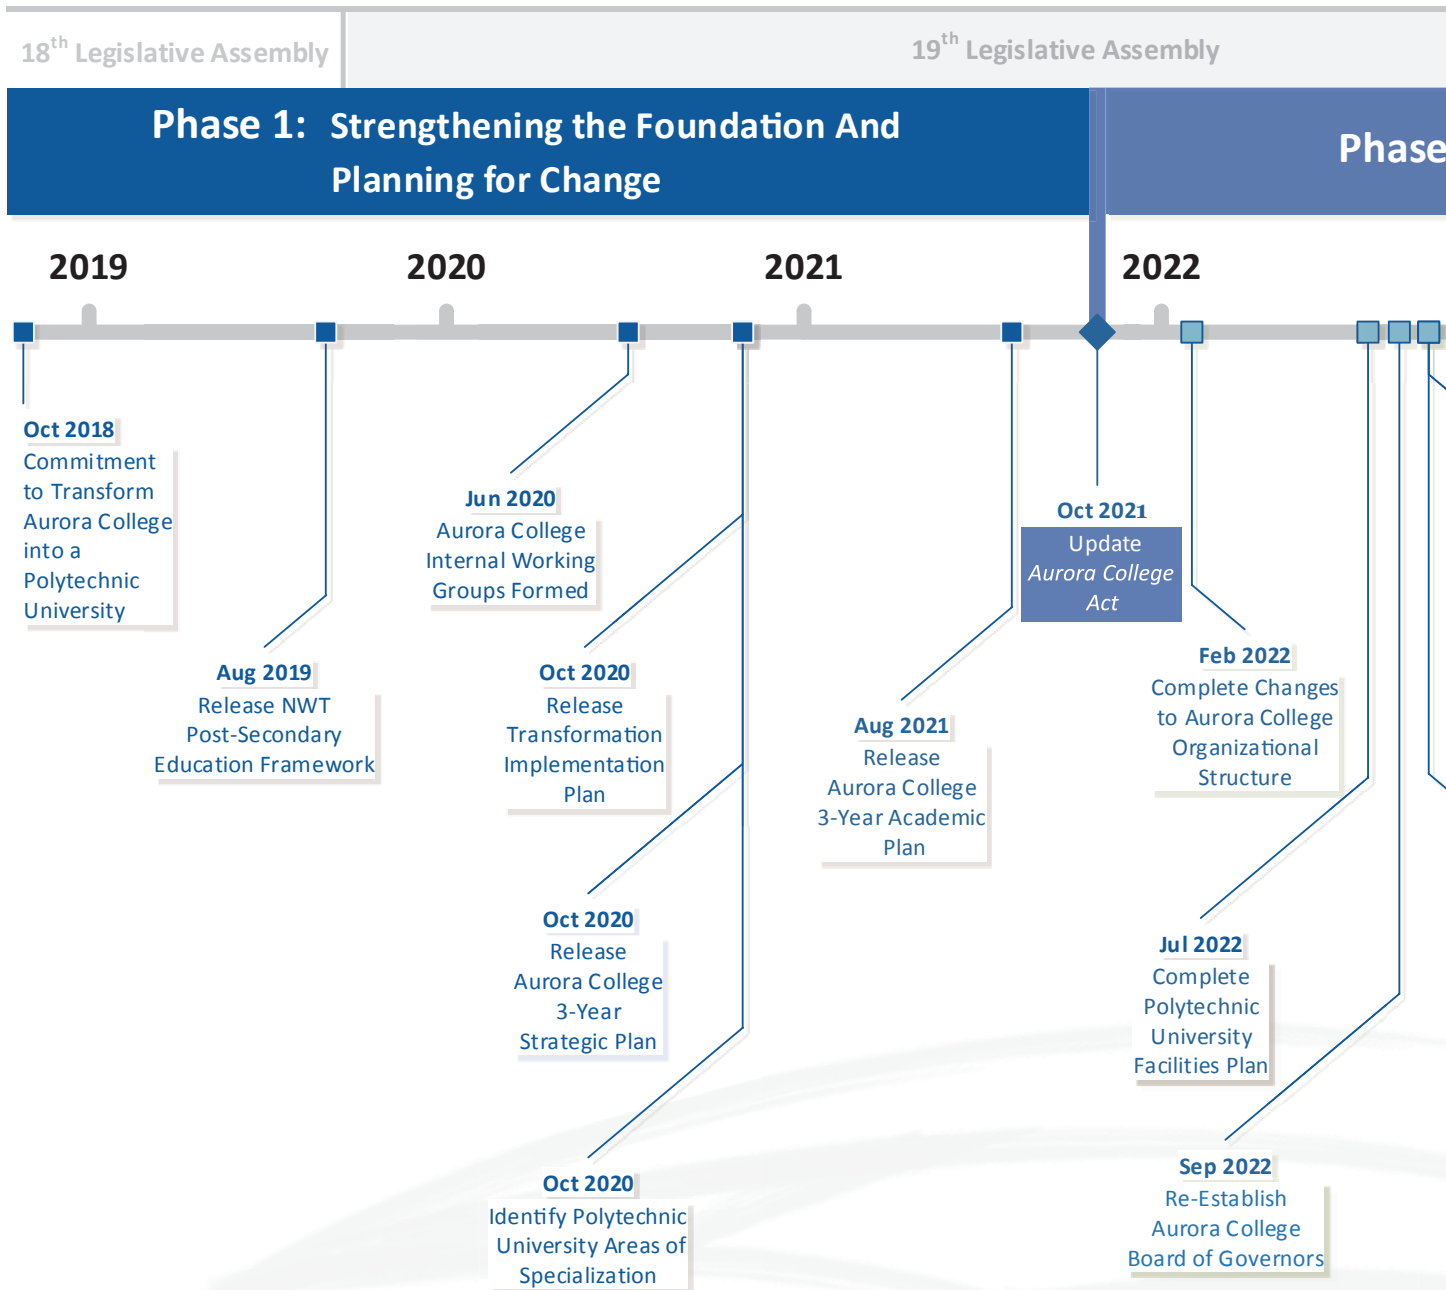 18th Legislative Assembly
19th Legislative Assembly
Phase 1: Strengthening the Foundation And
Planning for Change
Phase
2019
2020
2021
2022
Oct 2018
Commitment
to Transform
Aurora College
into a
Polytechnic
University
Aug 2019
Release NWT
Post-Secondary
Education Framework
Jun 2020
Aurora College
Internal Working
Groups Formed
Oct 2020
Release
Transformation
Implementation
Plan
Oct 2020
Release
Aurora College
3-Year
Strategic Plan
Oct 2020
Identify Polytechnic
University Areas of
Specialization
Aug 2021
Release
Aurora College
3-Year Academic
Plan
Oct 2021
Update
Aurora College
Act
Feb 2022
Complete Changes
to Aurora College
Organizational
Structure
Jul 2022
Complete
Polytechnic
University
Facilities Plan
Sep 2022
Re-Establish
Aurora College
Board of Governors